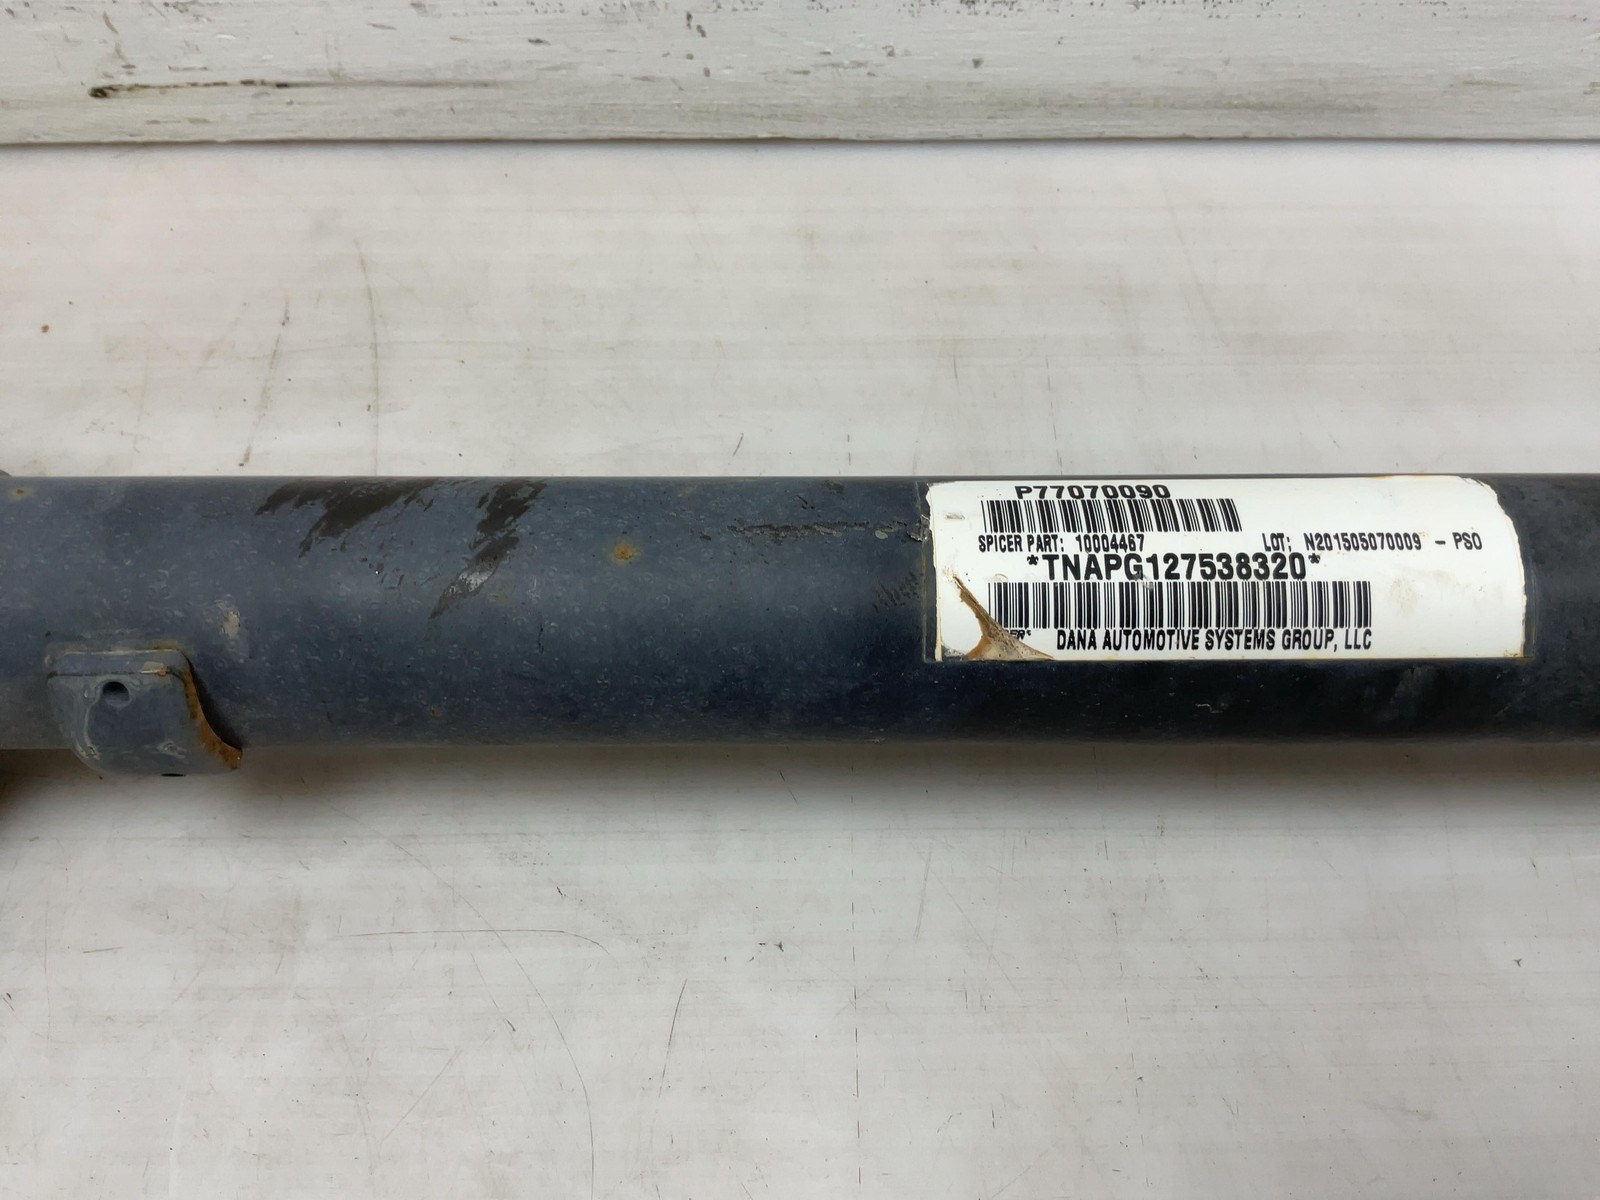 P77070090
SPICER PART: 10004467 LOT: N201505070009 - PSO
*TNAPG127538320*
DANA AUTOMOTIVE SYSTEMS GROUP, LLC